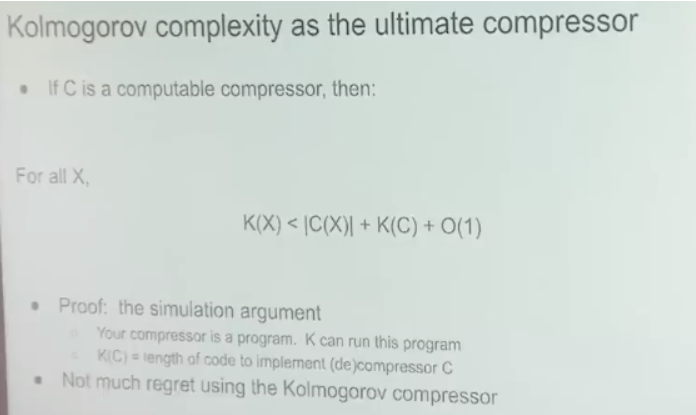 Kolmogorov complexity as the ultimate compressor
• If C is a computable compressor, then:
For all X,
K(X) < |C(X)| + K(C) + O(1)
• Proof: the simulation argument
Your compressor is a program. K can run this program
K(C) = length of code to implement (de)compressor C
• Not much regret using the Kolmogorov compressor